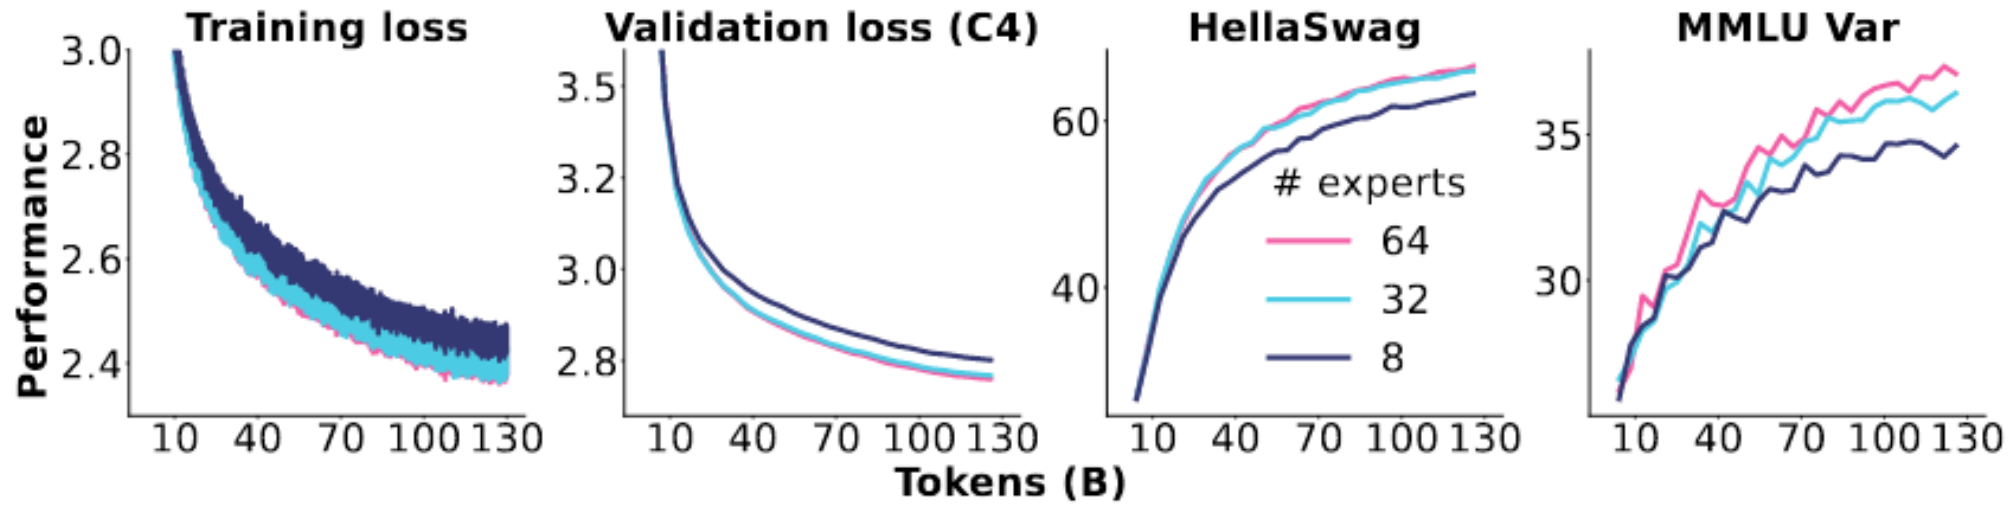 Training loss
Validation loss (C4)
HellaSwag
MMLU Var
Performance
3.0
2.8
2.6
2.4
10 40 70 100 130
3.5
3.2
3.0
2.8
10 40 70 100 130
60
40
10 40 70 100 130
# experts
64
32
8
35
30
10 40 70 100 130
Tokens (B)